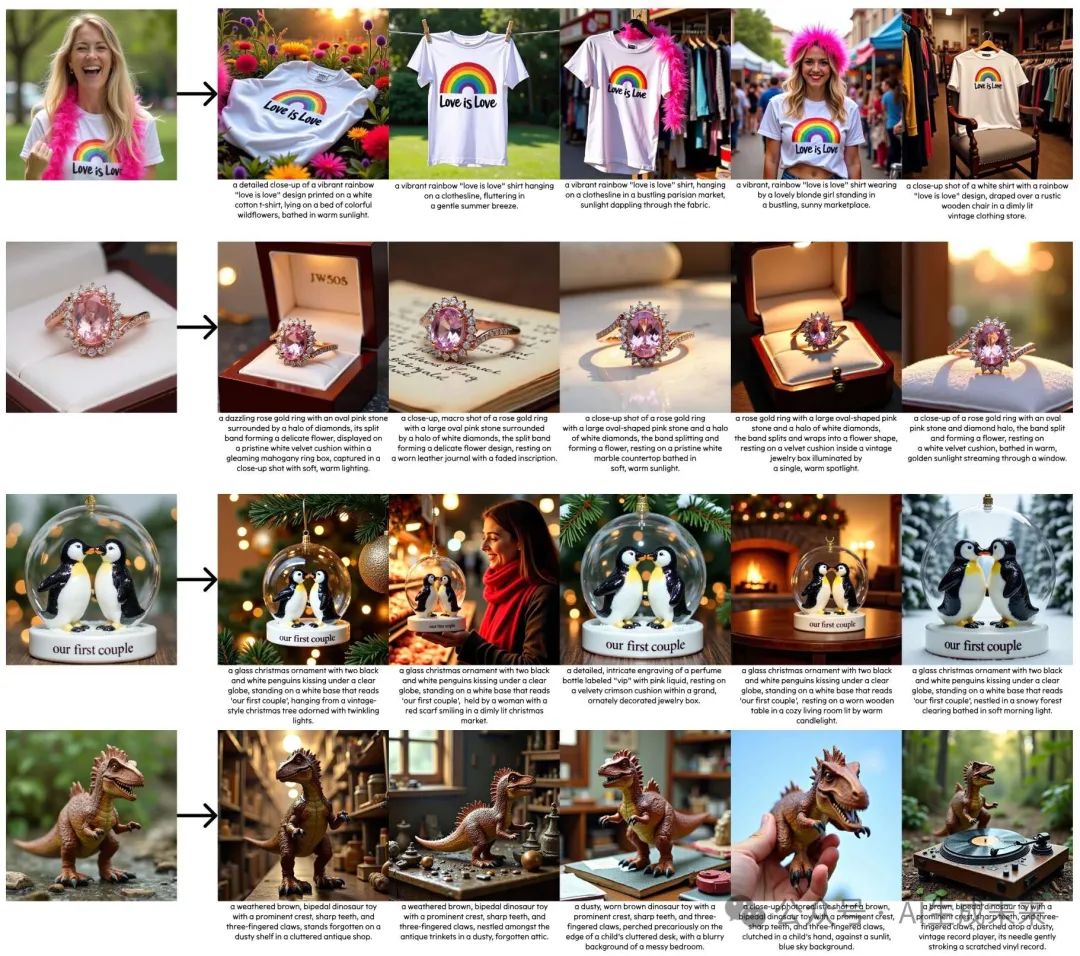 Love is Love
Love is Love
Love is Love
Love is Love
Love is Love
Love is Love
a detailed close-up of a vibrant rainbow
"love is love" design printed on a white
cotton t-shirt, lying on a bed of colorful
wildflowers, bathed in warm sunlight.
a vibrant rainbow "love is love" shirt hanging
on a clothesline, fluttering in
a gentle summer breeze.
a vibrant rainbow "love is love" shirt, hanging
on a clothesline in a bustling parisian market,
sunlight dappling through the fabric.
a vibrant, rainbow "love is love" shirt wearing
by a lovely blonde girl standing in
a bustling, sunny marketplace.
a close-up shot of a white shirt with a rainbow
"love is love" design, draped over a rustic
wooden chair in a dimly lit
vintage clothing store.
JW508
a dazzling rose gold ring with an oval pink stone
surrounded by a halo of diamonds, its split
band forming a delicate flower, displayed on
a pristine white velvet cushion within a
gleaming mahogany ring box, captured in a
close-up shot with soft, warm lighting.
a close-up, macro shot of a rose gold ring
with a large oval pink stone surrounded
by a halo of white diamonds, the split band
forming a delicate flower design, resting on
a worn leather journal with a faded inscription.
a close-up shot of a rose gold ring
with a large oval-shaped pink stone and a halo
of white diamonds, the band splitting and
forming a flower, resting on a pristine white
marble countertop bathed in
soft, warm sunlight.
a rose gold ring with a large oval-shaped pink
stone and a halo of white diamonds,
the band splits and wraps into a flower shape,
resting on a velvet cushion inside a vintage
jewelry box illuminated by
a single, warm spotlight.
a close-up of a rose gold ring with an oval
pink stone and diamond halo, the band split
and forming a flower, resting on
a white velvet cushion, bathed in warm,
golden sunlight streaming through a window.
our first couple
our first couple
our first couple
our first couple
our first couple
our first couple
a glass christmas ornament with two black
and white penguins kissing under a clear
globe, standing on a white base that reads
'our first couple', hanging from a vintage-
style christmas tree adorned with twinkling
lights.
a glass christmas ornament with two black
and white penguins kissing under a clear
globe, standing on a white base that reads
'our first couple', held by a woman with a
red scarf smiling in a dimly lit christmas
market.
a detailed, intricate engraving of a perfume
bottle labeled "vip" with pink liquid, resting on
a velvety crimson cushion within a grand,
ornately decorated jewelry box.
a glass christmas ornament with two black
and white penguins kissing under a clear
globe, standing on a white base that reads
'our first couple', resting on a worn wooden
table in a cozy living room lit by warm
candlelight.
a glass christmas ornament with two black
and white penguins kissing under a clear
globe, standing on a white base that reads
'our first couple', nestled in a snowy forest
clearing bathed in soft morning light.
a weathered brown, bipedal dinosaur toy
with a prominent crest, sharp teeth, and
three-fingered claws, stands forgotten on a
dusty shelf in a cluttered antique shop.
a weathered brown, bipedal dinosaur toy
with a prominent crest, sharp teeth, and
three-fingered claws, nestled amongst the
antique trinkets in a dusty, forgotten attic.
a dusty, worn brown dinosaur toy with a
prominent crest, sharp teeth, and three-
fingered claws, perched precariously on the
edge of a child's cluttered desk, with a blurry
background of a messy bedroom.
a close-up photorealistic shot of a brown,
bipedal dinosaur toy with a prominent crest,
sharp teeth, and three-fingered claws,
clutched in a child's hand, against a sunlit,
blue sky background.
a brown, bipedal dinosaur toy with a
prominent crest, sharp teeth, and three-
fingered claws, perched atop a dusty,
vintage record player, its needle gently
stroking a scratched vinyl record.
公众号 · AI生成未来